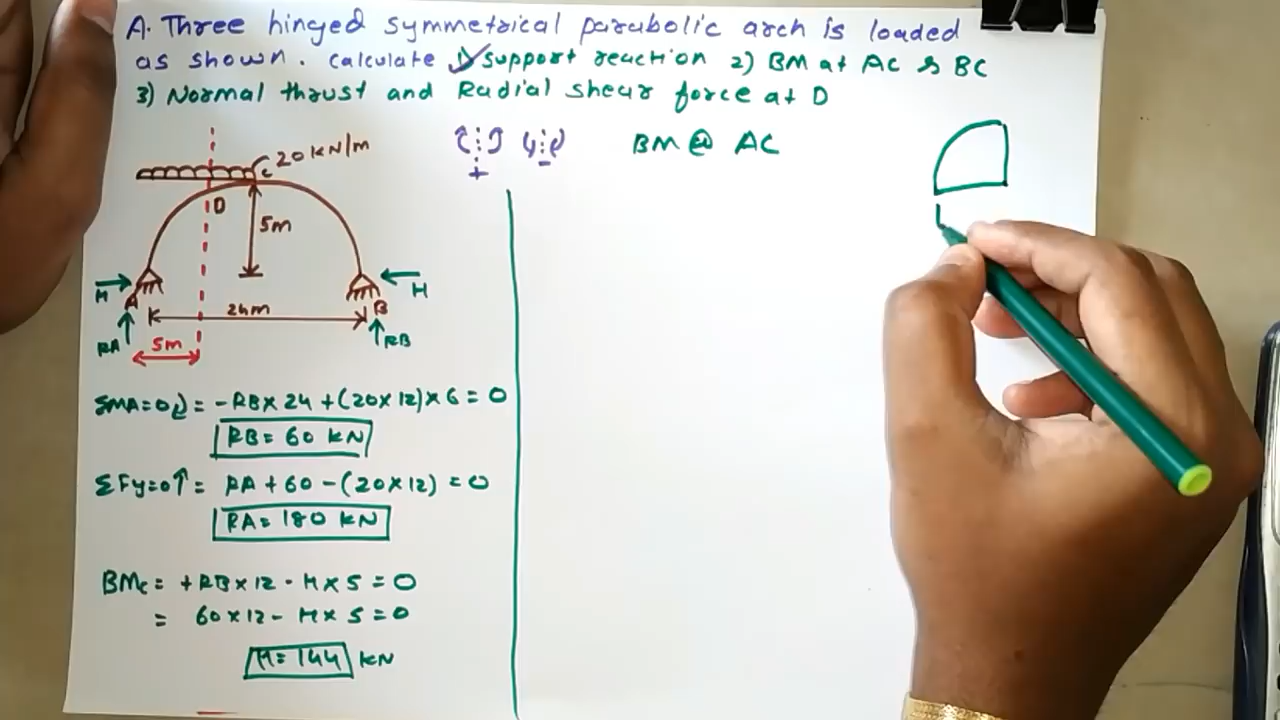 A. Three hinged symmetrical parabolic arch is loaded
as shown. Calculate 1) support reaction 2) BM at AC & BC
3) Normal thrust and Radial shear force at D
BM @ AC
+ -
20 kN/m
C
D
5m
H
H
A
B
24m
RA
RB
5m
ΣMA=0 = -RB×24 +(20×12)×6 = 0
RB = 60 kN
ΣFy=0↑ = RA + 60 - (20×12) = 0
RA = 180 kN
BMc = +RB×12 - H×5 = 0
= 60×12 - H×5 = 0
H = 144 kN